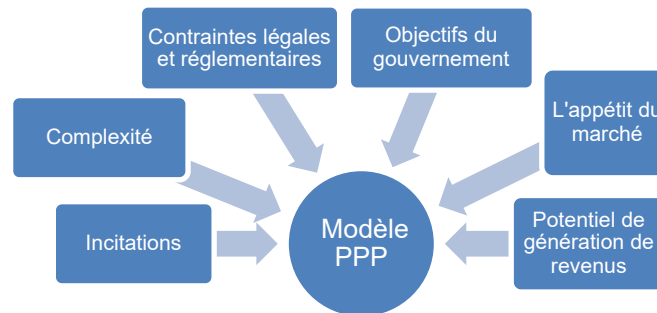 Contraintes légales
et réglementaires
Objectifs du
gouvernement
Complexité
L'appétit du
marché
Incitations
Modèle
PPP
Potentiel de
génération de
revenus